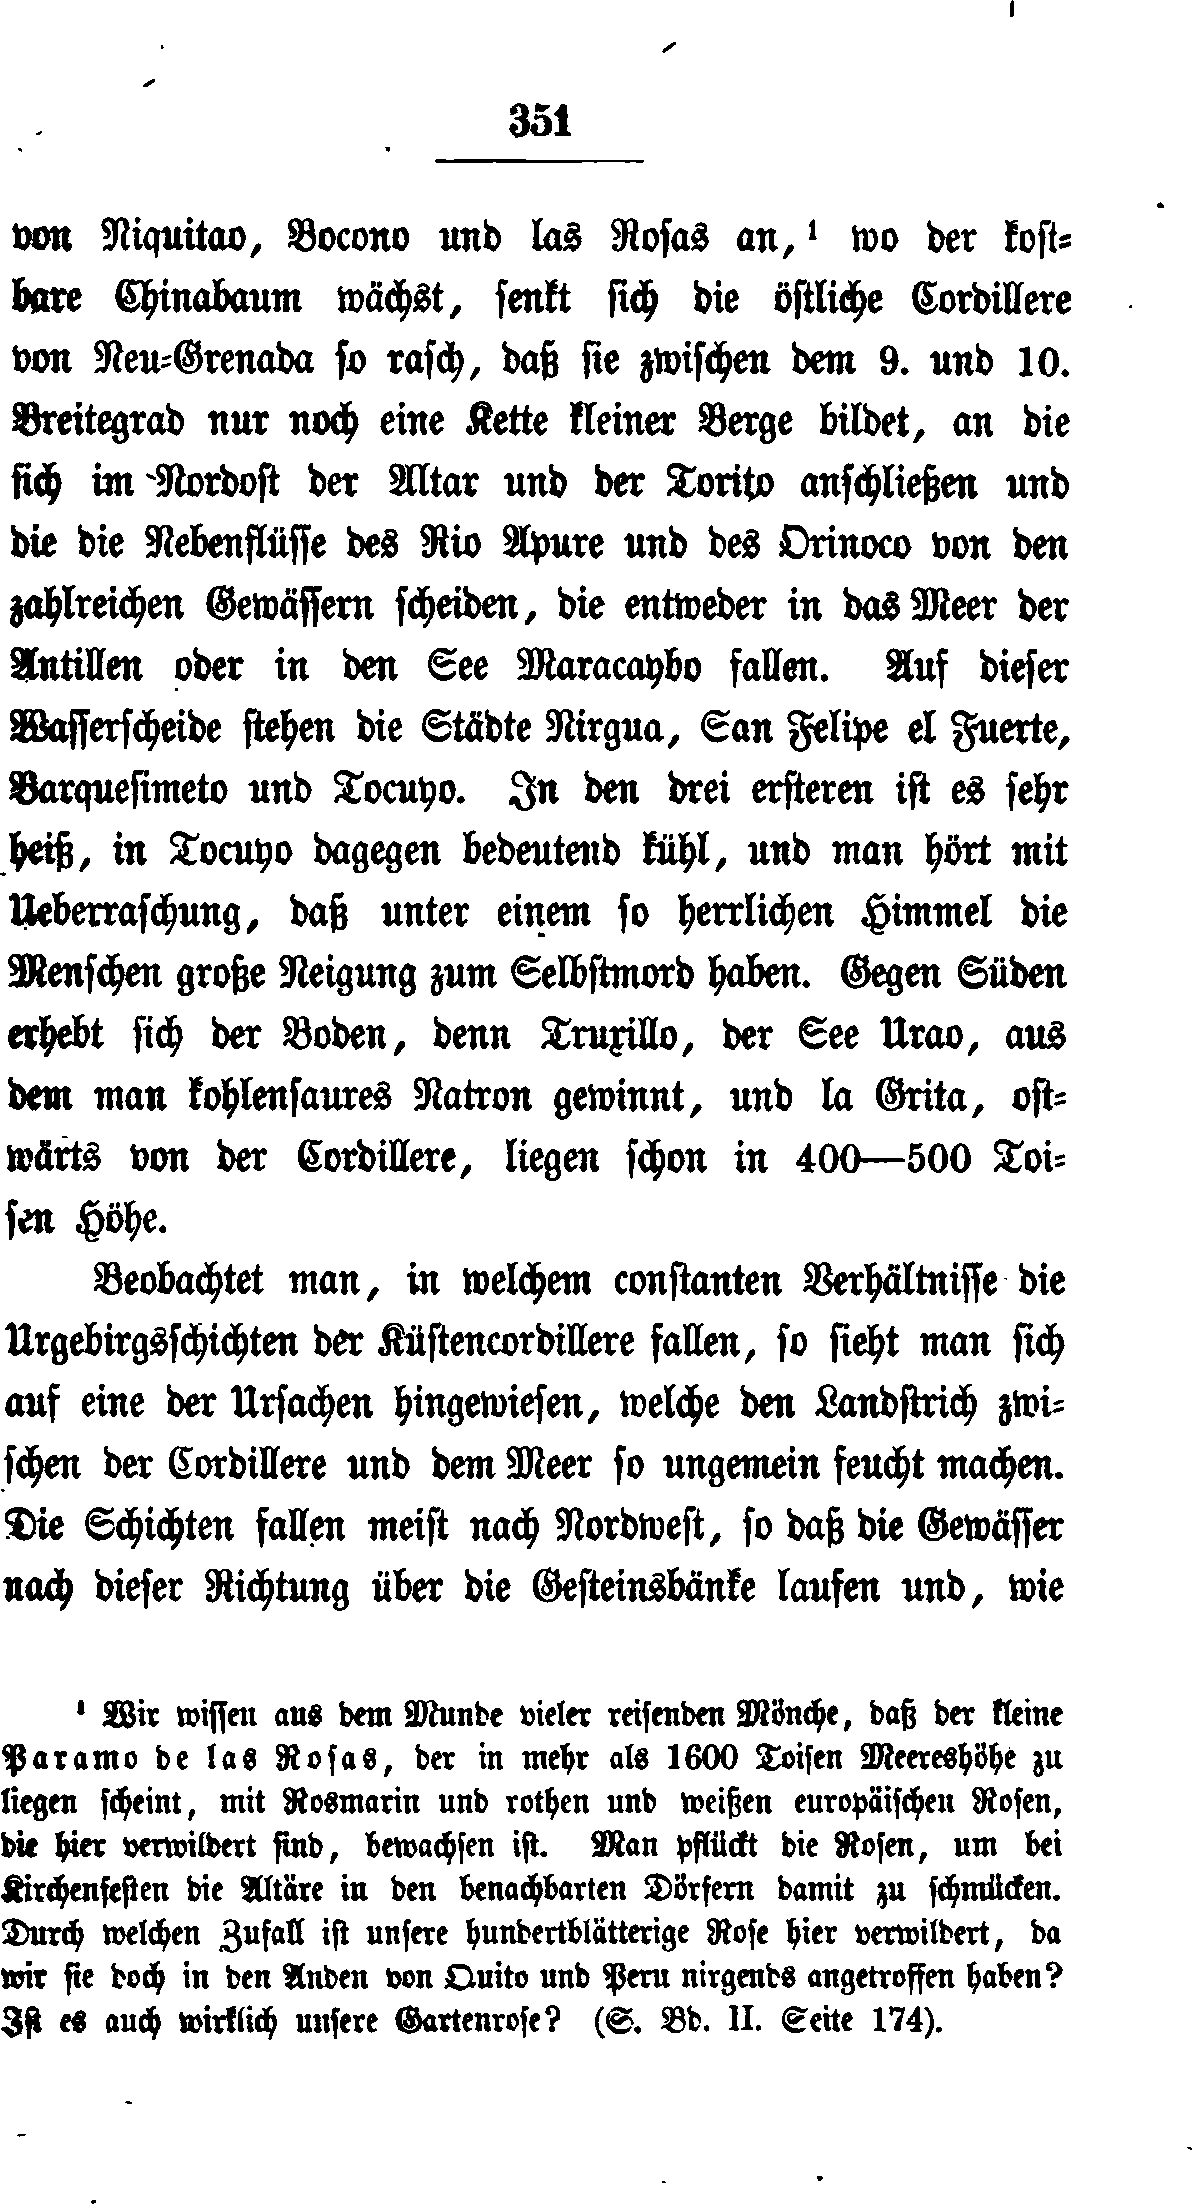 351
von Niquitao, Bocono und las Rosas an,¹ wo der kost-
bare Chinabaum wächst, senkt sich die östliche Cordillere
von Neu-Grenada so rasch, daß sie zwischen dem 9. und 10.
Breitegrad nur noch eine Kette kleiner Berge bildet, an die
sich im Nordost der Altar und der Torito anschließen und
die die Nebenflüsse des Rio Apure und des Orinoco von den
zahlreichen Gewässern scheiden, die entweder in das Meer der
Antillen oder in den See Maracaybo fallen. Auf dieser
Wasserscheide stehen die Städte Nirgua, San Felipe el Fuerte,
Barquesimeto und Tocuyo. In den drei ersteren ist es sehr
heiß, in Tocuyo dagegen bedeutend kühl, und man hört mit
Ueberraschung, daß unter einem so herrlichen Himmel die
Menschen große Neigung zum Selbstmord haben. Gegen Süden
erhebt sich der Boden, denn Truxillo, der See Urao, aus
dem man kohlensaures Natron gewinnt, und la Grita, ost-
wärts von der Cordillere, liegen schon in 400—500 Toi-
sen Höhe.
Beobachtet man, in welchem constanten Verhältnisse die
Urgebirgsschichten der Küstencordillere fallen, so sieht man sich
auf eine der Ursachen hingewiesen, welche den Landstrich zwi-
schen der Cordillere und dem Meer so ungemein feucht machen.
Die Schichten fallen meist nach Nordwest, so daß die Gewässer
nach dieser Richtung über die Gesteinsbänke laufen und, wie
¹ Wir wissen aus dem Munde vieler reisenden Mönche, daß der kleine
Paramo de las Rosas, der in mehr als 1600 Toisen Meereshöhe zu
liegen scheint, mit Rosmarin und rothen und weißen europäischen Rosen,
die hier verwildert sind, bewachsen ist. Man pflückt die Rosen, um bei
Kirchenfesten die Altäre in den benachbarten Dörfern damit zu schmücken.
Durch welchen Zufall ist unsere hundertblätterige Rose hier verwildert, da
wir sie doch in den Anden von Quito und Peru nirgends angetroffen haben?
Ist es auch wirklich unsere Gartenrose? (S. Bd. II. Seite 174).